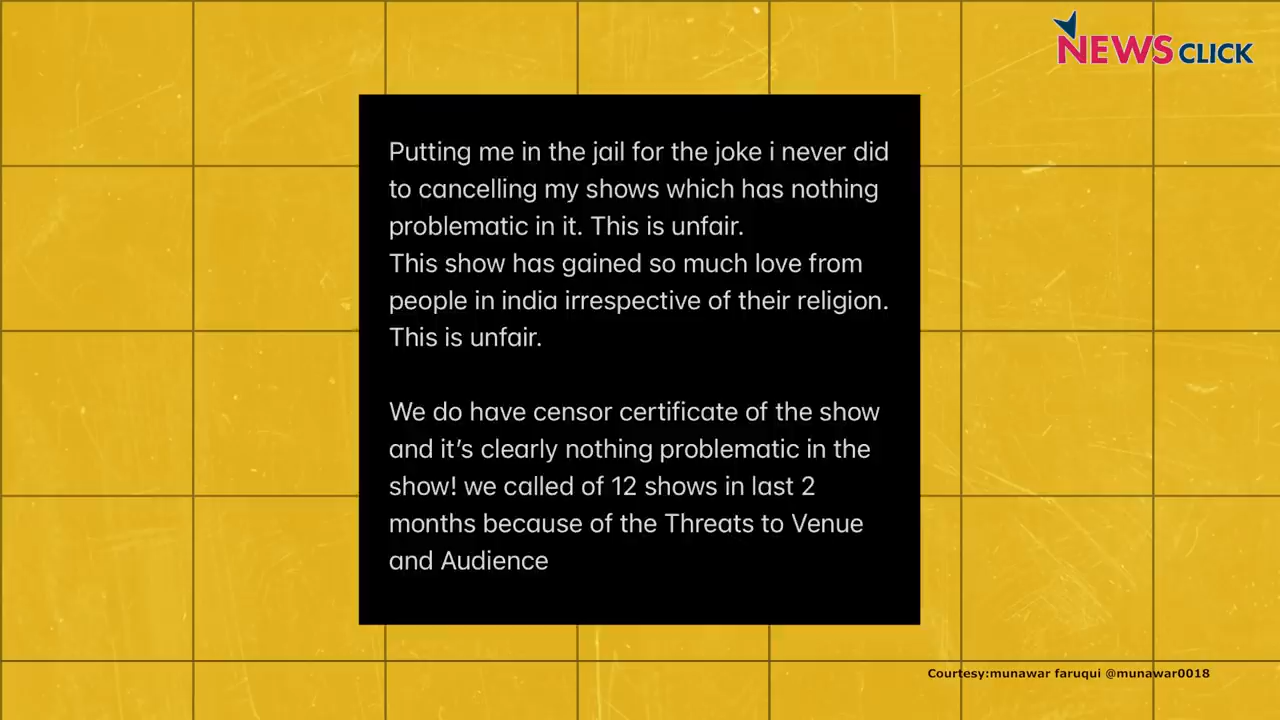 NEWS CLICK
Putting me in the jail for the joke i never did
to cancelling my shows which has nothing
problematic in it. This is unfair.
This show has gained so much love from
people in india irrespective of their religion.
This is unfair.
We do have censor certificate of the show
and it’s clearly nothing problematic in the
show! we called of 12 shows in last 2
months because of the Threats to Venue
and Audience
Courtesy:munawar faruqui @munawar0018